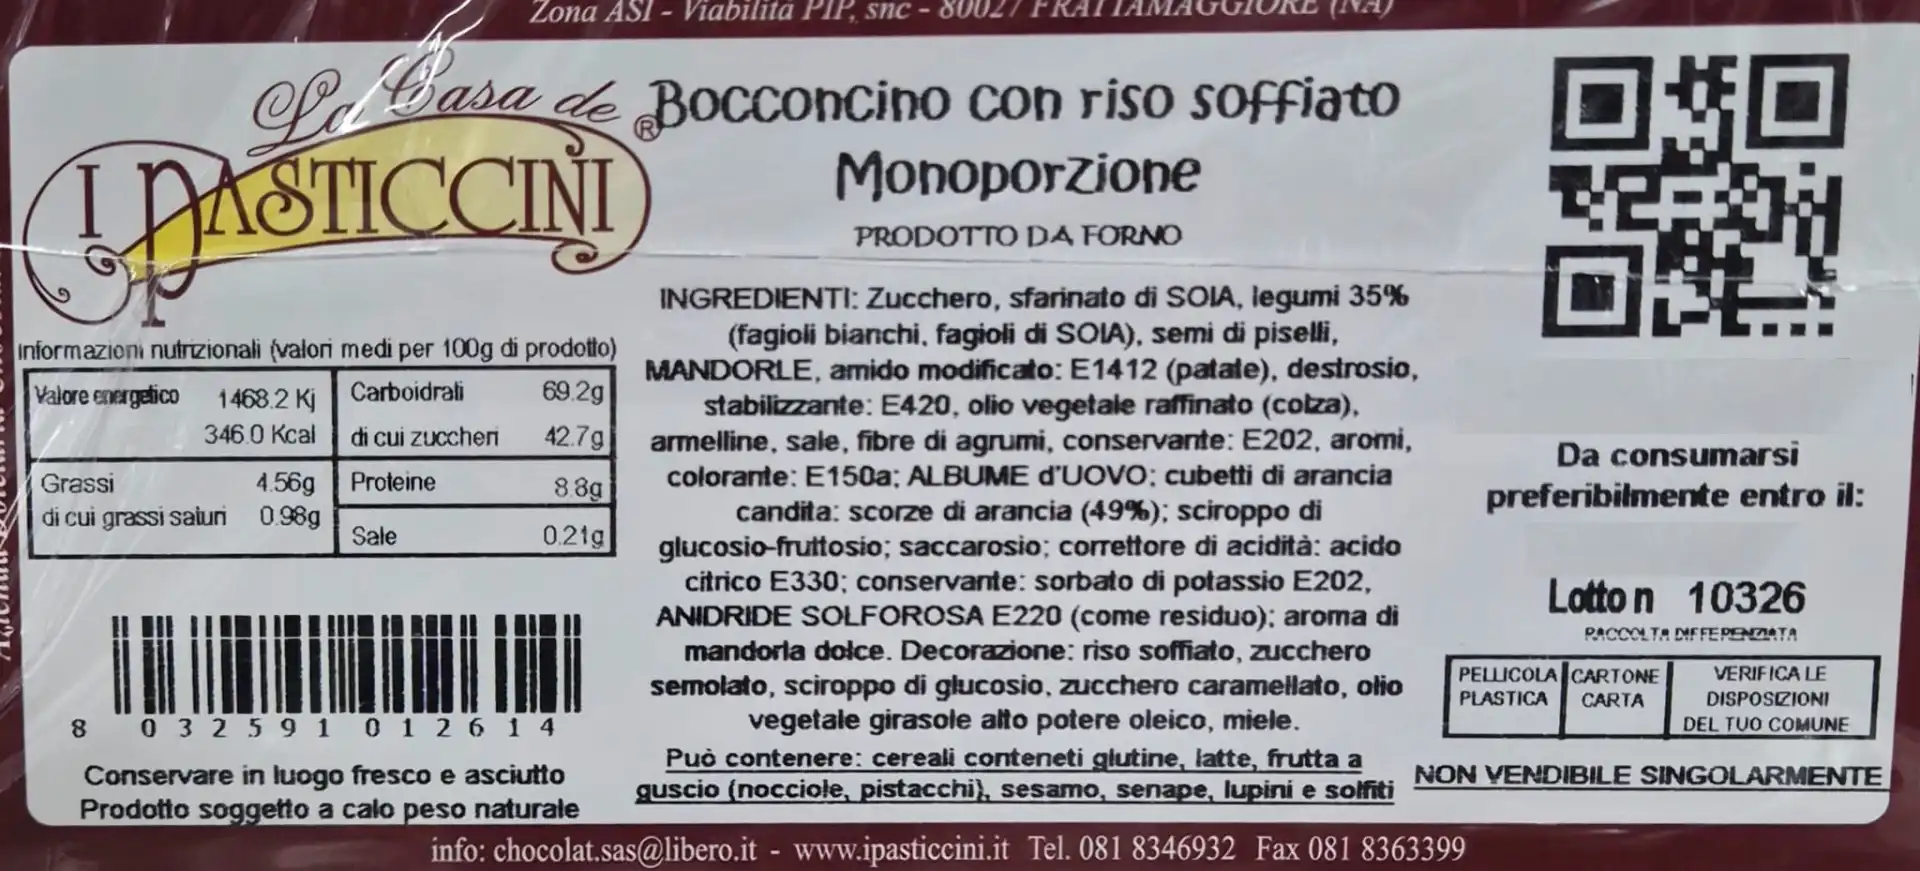 Zona ASI - Viabilità PIP, snc - 80027 FRATTAMAGGIORE (NA)
La Casa de
I PASTICCINI ®
Bocconcino con riso soffiato
Monoporzione
PRODOTTO DA FORNO
INGREDIENTI: Zucchero, sfarinato di SOIA, legumi 35%
(fagioli bianchi, fagioli di SOIA), semi di piselli,
MANDORLE, amido modificato: E1412 (patate), destrosio,
stabilizzante: E420, olio vegetale raffinato (colza),
armelline, sale, fibre di agrumi, conservante: E202, aromi,
colorante: E150a; ALBUME d'UOVO; cubetti di arancia
candita: scorze di arancia (49%); sciroppo di
glucosio-fruttosio; saccarosio; correttore di acidità: acido
citrico E330; conservante: sorbato di potassio E202,
ANIDRIDE SOLFOROSA E220 (come residuo); aroma di
mandorla dolce. Decorazione: riso soffiato, zucchero
semolato, sciroppo di glucosio, zucchero caramellato, olio
vegetale girasole alto potere oleico, miele.
Può contenere: cereali conteneti glutine, latte, frutta a
guscio (nocciole, pistacchi), sesamo, senape, lupini e solfiti
Informazioni nutrizionali (valori medi per 100g di prodotto)
Valore energetico 1468.2 Kj
346.0 Kcal
Grassi 4.56g
di cui grassi saturi 0.98g
Carboidrati 69.2g
di cui zuccheri 42.7g
Proteine 8.8g
Sale 0.21g
8 032591 012614
Conservare in luogo fresco e asciutto
Prodotto soggetto a calo peso naturale
Da consumarsi
preferibilmente entro il:
Lotto n 10326
RACCOLTA DIFFERENZIATA
PELLICOLA PLASTICA
CARTONE CARTA
VERIFICA LE
DISPOSIZIONI
DEL TUO COMUNE
NON VENDIBILE SINGOLARMENTE
info: chocolat.sas@libero.it - www.ipasticcini.it Tel. 081 8346932 Fax 081 8363399